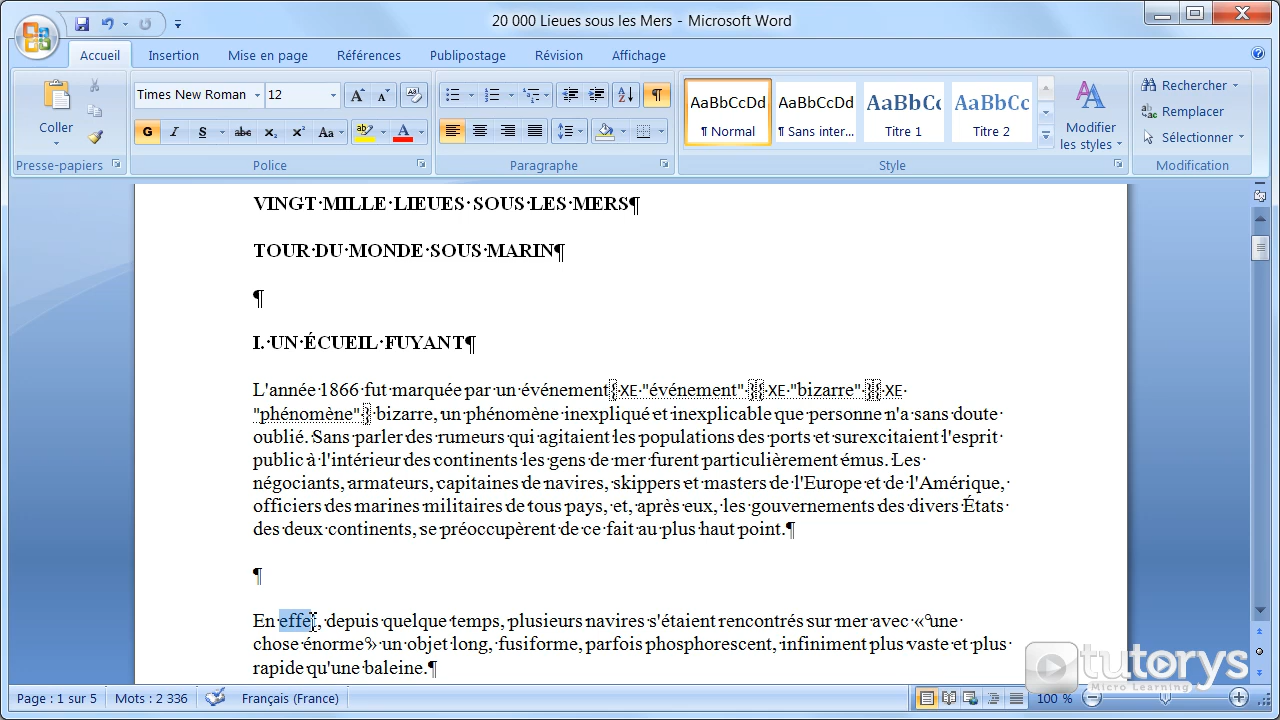 20 000 Lieues sous les Mers - Microsoft Word
Accueil Insertion Mise en page Références Publipostage Révision Affichage
Coller
Presse-papiers
Times New Roman 12
G I S abc x₂ x² Aa
Police
Paragraphe
AaBbCcDd AaBbCcDd AaBbCc AaBbCc
¶ Normal ¶ Sans inter... Titre 1 Titre 2
Modifier
les styles
Style
Rechercher
Remplacer
Sélectionner
Modification
VINGT·MILLE·LIEUES·SOUS·LES·MERS¶
TOUR·DU·MONDE·SOUS·MARIN¶
¶
I.·UN·ÉCUEIL·FUYANT¶
L'année·1866·fut·marquée·par·un·événement{·XE·"événement"·}{·XE·"bizarre"·}{·XE·
"phénomène"·}·bizarre,·un·phénomène·inexpliqué·et·inexplicable·que·personne·n'a·sans·doute·
oublié.·Sans·parler·des·rumeurs·qui·agitaient·les·populations·des·ports·et·surexcitaient·l'esprit·
public·à·l'intérieur·des·continents·les·gens·de·mer·furent·particulièrement·émus.·Les·
négociants,·armateurs,·capitaines·de·navires,·skippers·et·masters·de·l'Europe·et·de·l'Amérique,·
officiers·des·marines·militaires·de·tous·pays,·et,·après·eux,·les·gouvernements·des·divers·États·
des·deux·continents,·se·préoccupèrent·de·ce·fait·au·plus·haut·point.¶
¶
En·effet,·depuis·quelque·temps,·plusieurs·navires·s'étaient·rencontrés·sur·mer·avec·«°une·
chose·énorme°»·un·objet·long,·fusiforme,·parfois·phosphorescent,·infiniment·plus·vaste·et·plus·
rapide·qu'une·baleine.¶
tutorys
Micro Learning
Page : 1 sur 5 Mots : 2 336 Français (France) 100 %